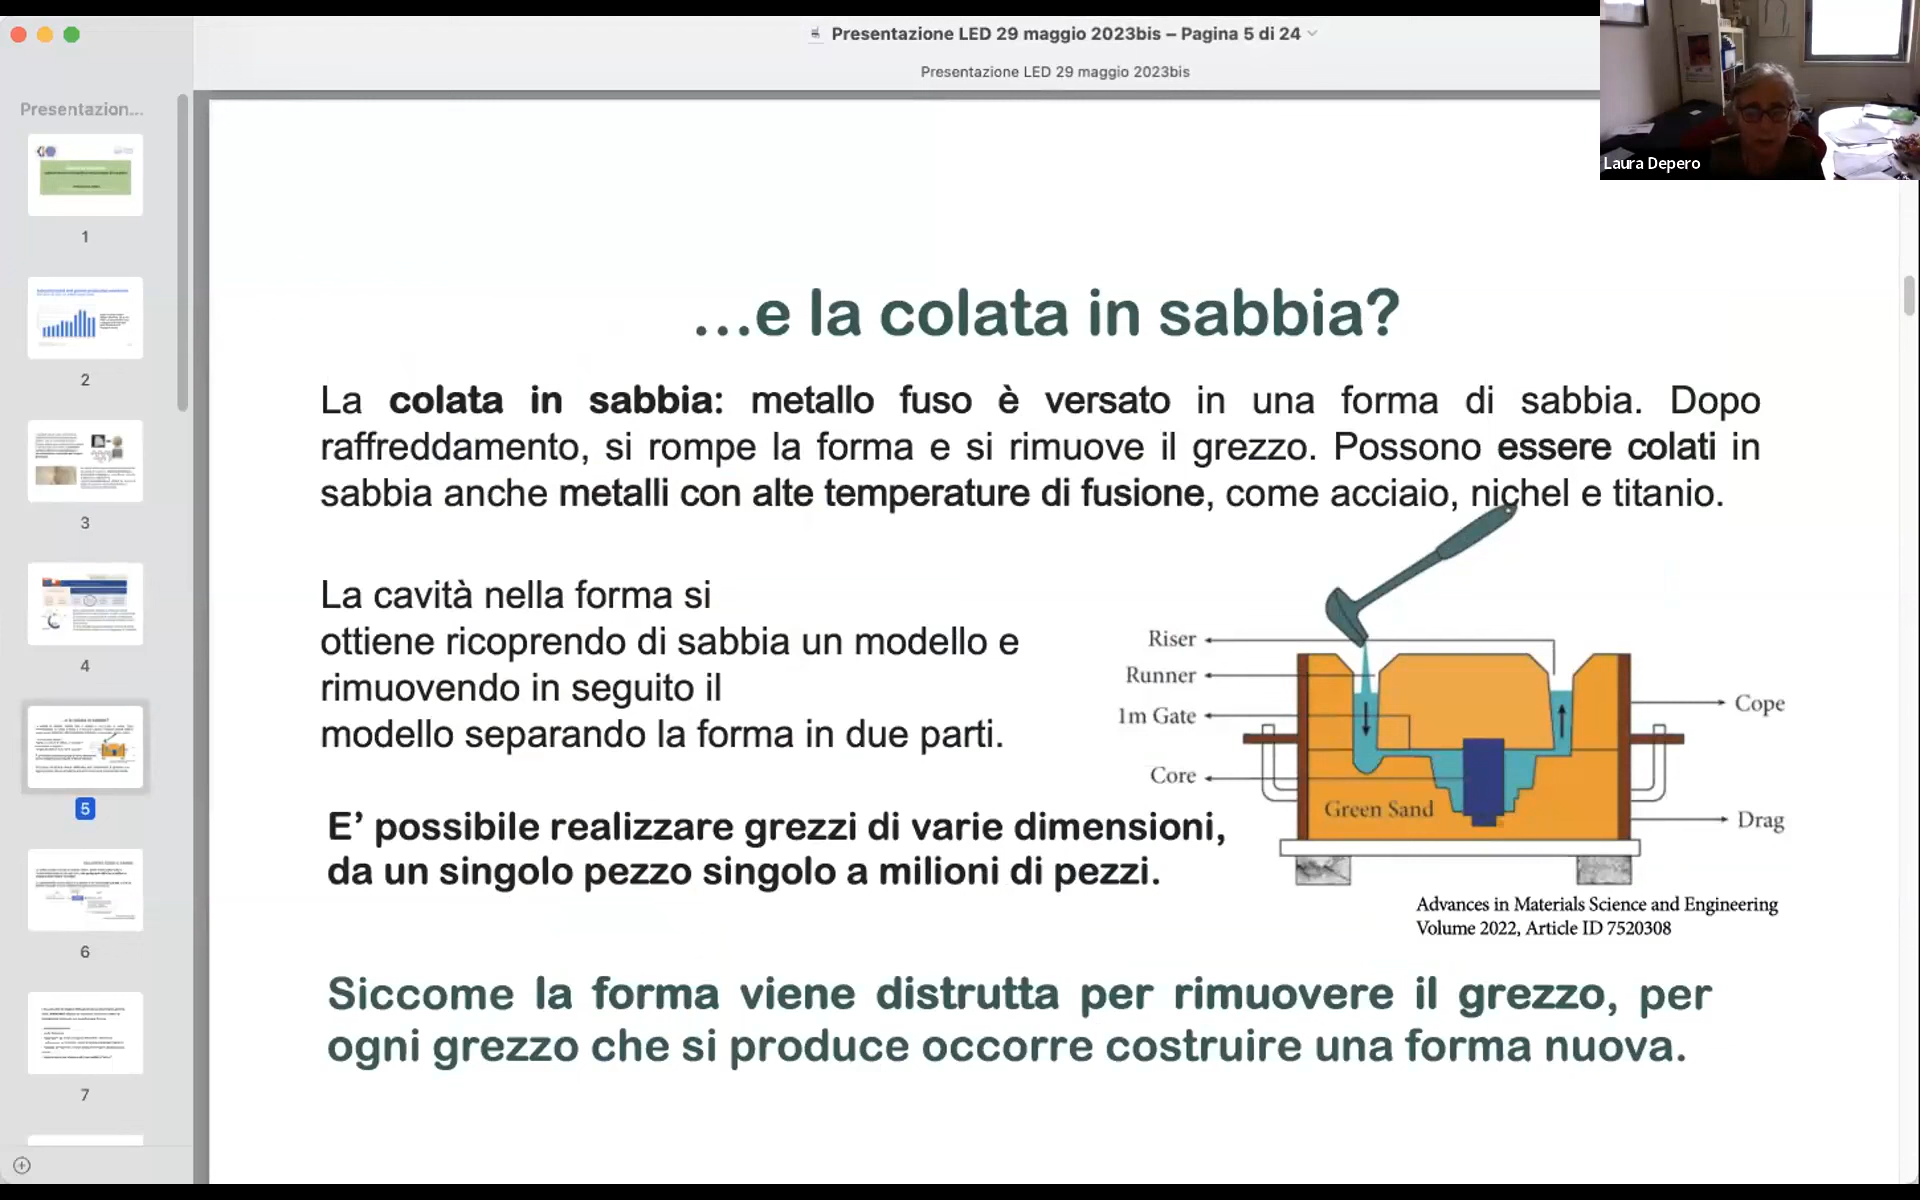 Presentazione LED 29 maggio 2023bis – Pagina 5 di 24
Presentazione LED 29 maggio 2023bis
Laura Depero
Presentazion...
1
2
3
4
5
6
7
...e la colata in sabbia?
La colata in sabbia: metallo fuso è versato in una forma di sabbia. Dopo
raffreddamento, si rompe la forma e si rimuove il grezzo. Possono essere colati in
sabbia anche metalli con alte temperature di fusione, come acciaio, nichel e titanio.
La cavità nella forma si
ottiene ricoprendo di sabbia un modello e
rimuovendo in seguito il
modello separando la forma in due parti.
E’ possibile realizzare grezzi di varie dimensioni,
da un singolo pezzo singolo a milioni di pezzi.
Riser
Runner
1m Gate
Core
Green Sand
Cope
Drag
Advances in Materials Science and Engineering
Volume 2022, Article ID 7520308
Siccome la forma viene distrutta per rimuovere il grezzo, per
ogni grezzo che si produce occorre costruire una forma nuova.